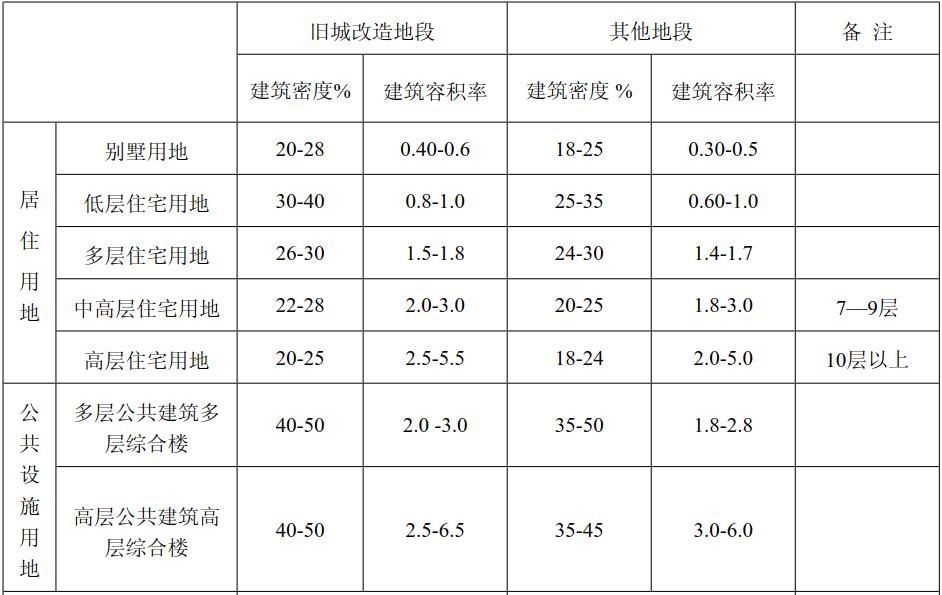 旧城改造地段 其他地段 备 注
建筑密度% 建筑容积率 建筑密度 % 建筑容积率
居住用地
别墅用地 20-28 0.40-0.6 18-25 0.30-0.5
低层住宅用地 30-40 0.8-1.0 25-35 0.60-1.0
多层住宅用地 26-30 1.5-1.8 24-30 1.4-1.7
中高层住宅用地 22-28 2.0-3.0 20-25 1.8-3.0 7—9层
高层住宅用地 20-25 2.5-5.5 18-24 2.0-5.0 10层以上
公共设施用地
多层公共建筑多
层综合楼 40-50 2.0 -3.0 35-50 1.8-2.8
高层公共建筑高
层综合楼 40-50 2.5-6.5 35-45 3.0-6.0